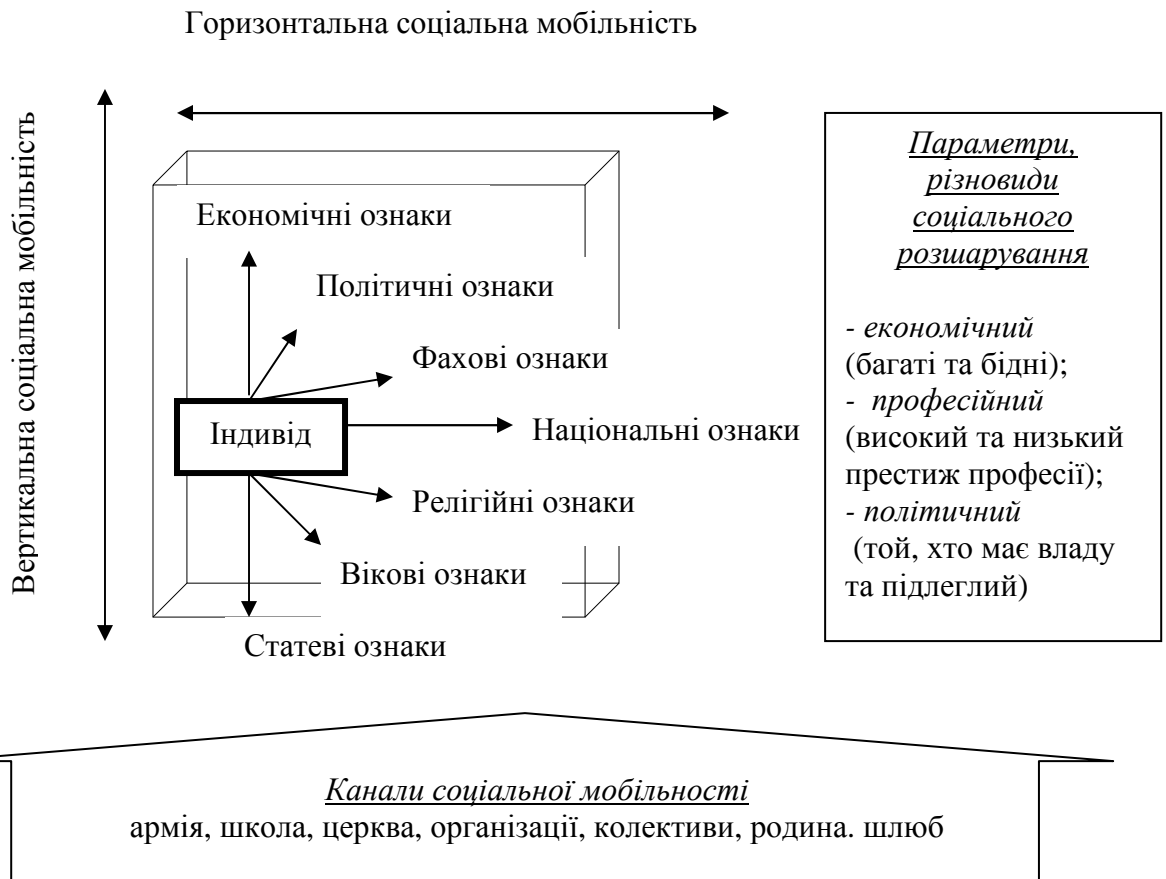 Горизонтальна соціальна мобільність
Вертикальна соціальна мобільність
Економічні ознаки
Політичні ознаки
Фахові ознаки
Індивід
Національні ознаки
Релігійні ознаки
Вікові ознаки
Статеві ознаки
Параметри,
різновиди
соціального
розшарування
- економічний
(багаті та бідні);
- професійний
(високий та низький
престиж професії);
- політичний
(той, хто має владу
та підлеглий)
Канали соціальної мобільності
армія, школа, церква, організації, колективи, родина. шлюб